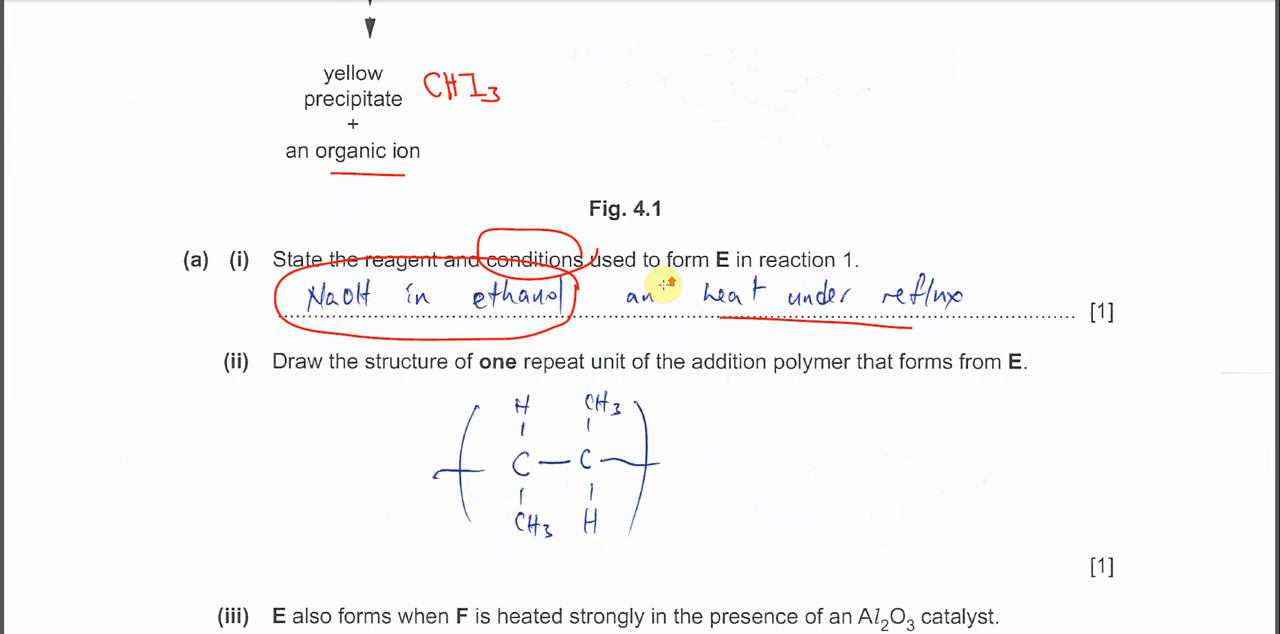 yellow
precipitate CHI3
+
an organic ion
Fig. 4.1
(a) (i) State the reagent and conditions used to form E in reaction 1.
NaOH in ethanol an heat under reflux [1]
(ii) Draw the structure of one repeat unit of the addition polymer that forms from E.
H CH3
C — C
CH3 H
[1]
(iii) E also forms when F is heated strongly in the presence of an Al2O3 catalyst.